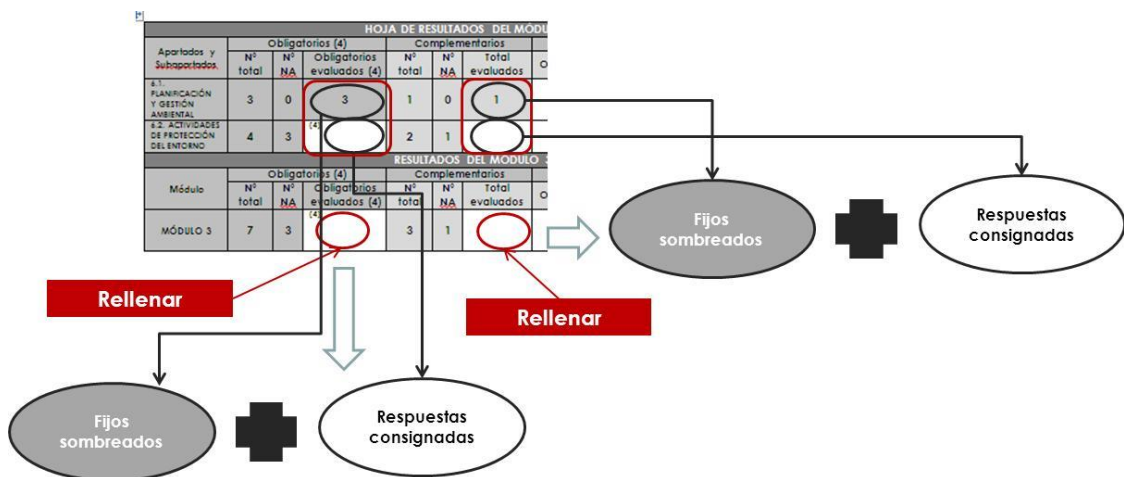 HOJA DE RESULTADOS DEL MÓDU
Apartados y Subapartados
Obligatorios (4)
Complementarios
Nº total
Nº NA
Obligatorios evaluados (4)
Nº total
Nº NA
Total evaluados
O
6.1. PLANIFICACIÓN Y GESTIÓN AMBIENTAL
3
0
3
1
0
1
6.2. ACTIVIDADES DE PROTECCIÓN DEL ENTORNO
4
3
(4)
2
1
RESULTADOS DEL MÓDULO 3
Módulo
Obligatorios (4)
Complementarios
Nº total
Nº NA
Obligatorios evaluados (4)
Nº total
Nº NA
Total evaluados
O
MÓDULO 3
7
3
(4)
3
1
Fijos
sombreados
Respuestas
consignadas
Rellenar
Rellenar
Fijos
sombreados
Respuestas
consignadas